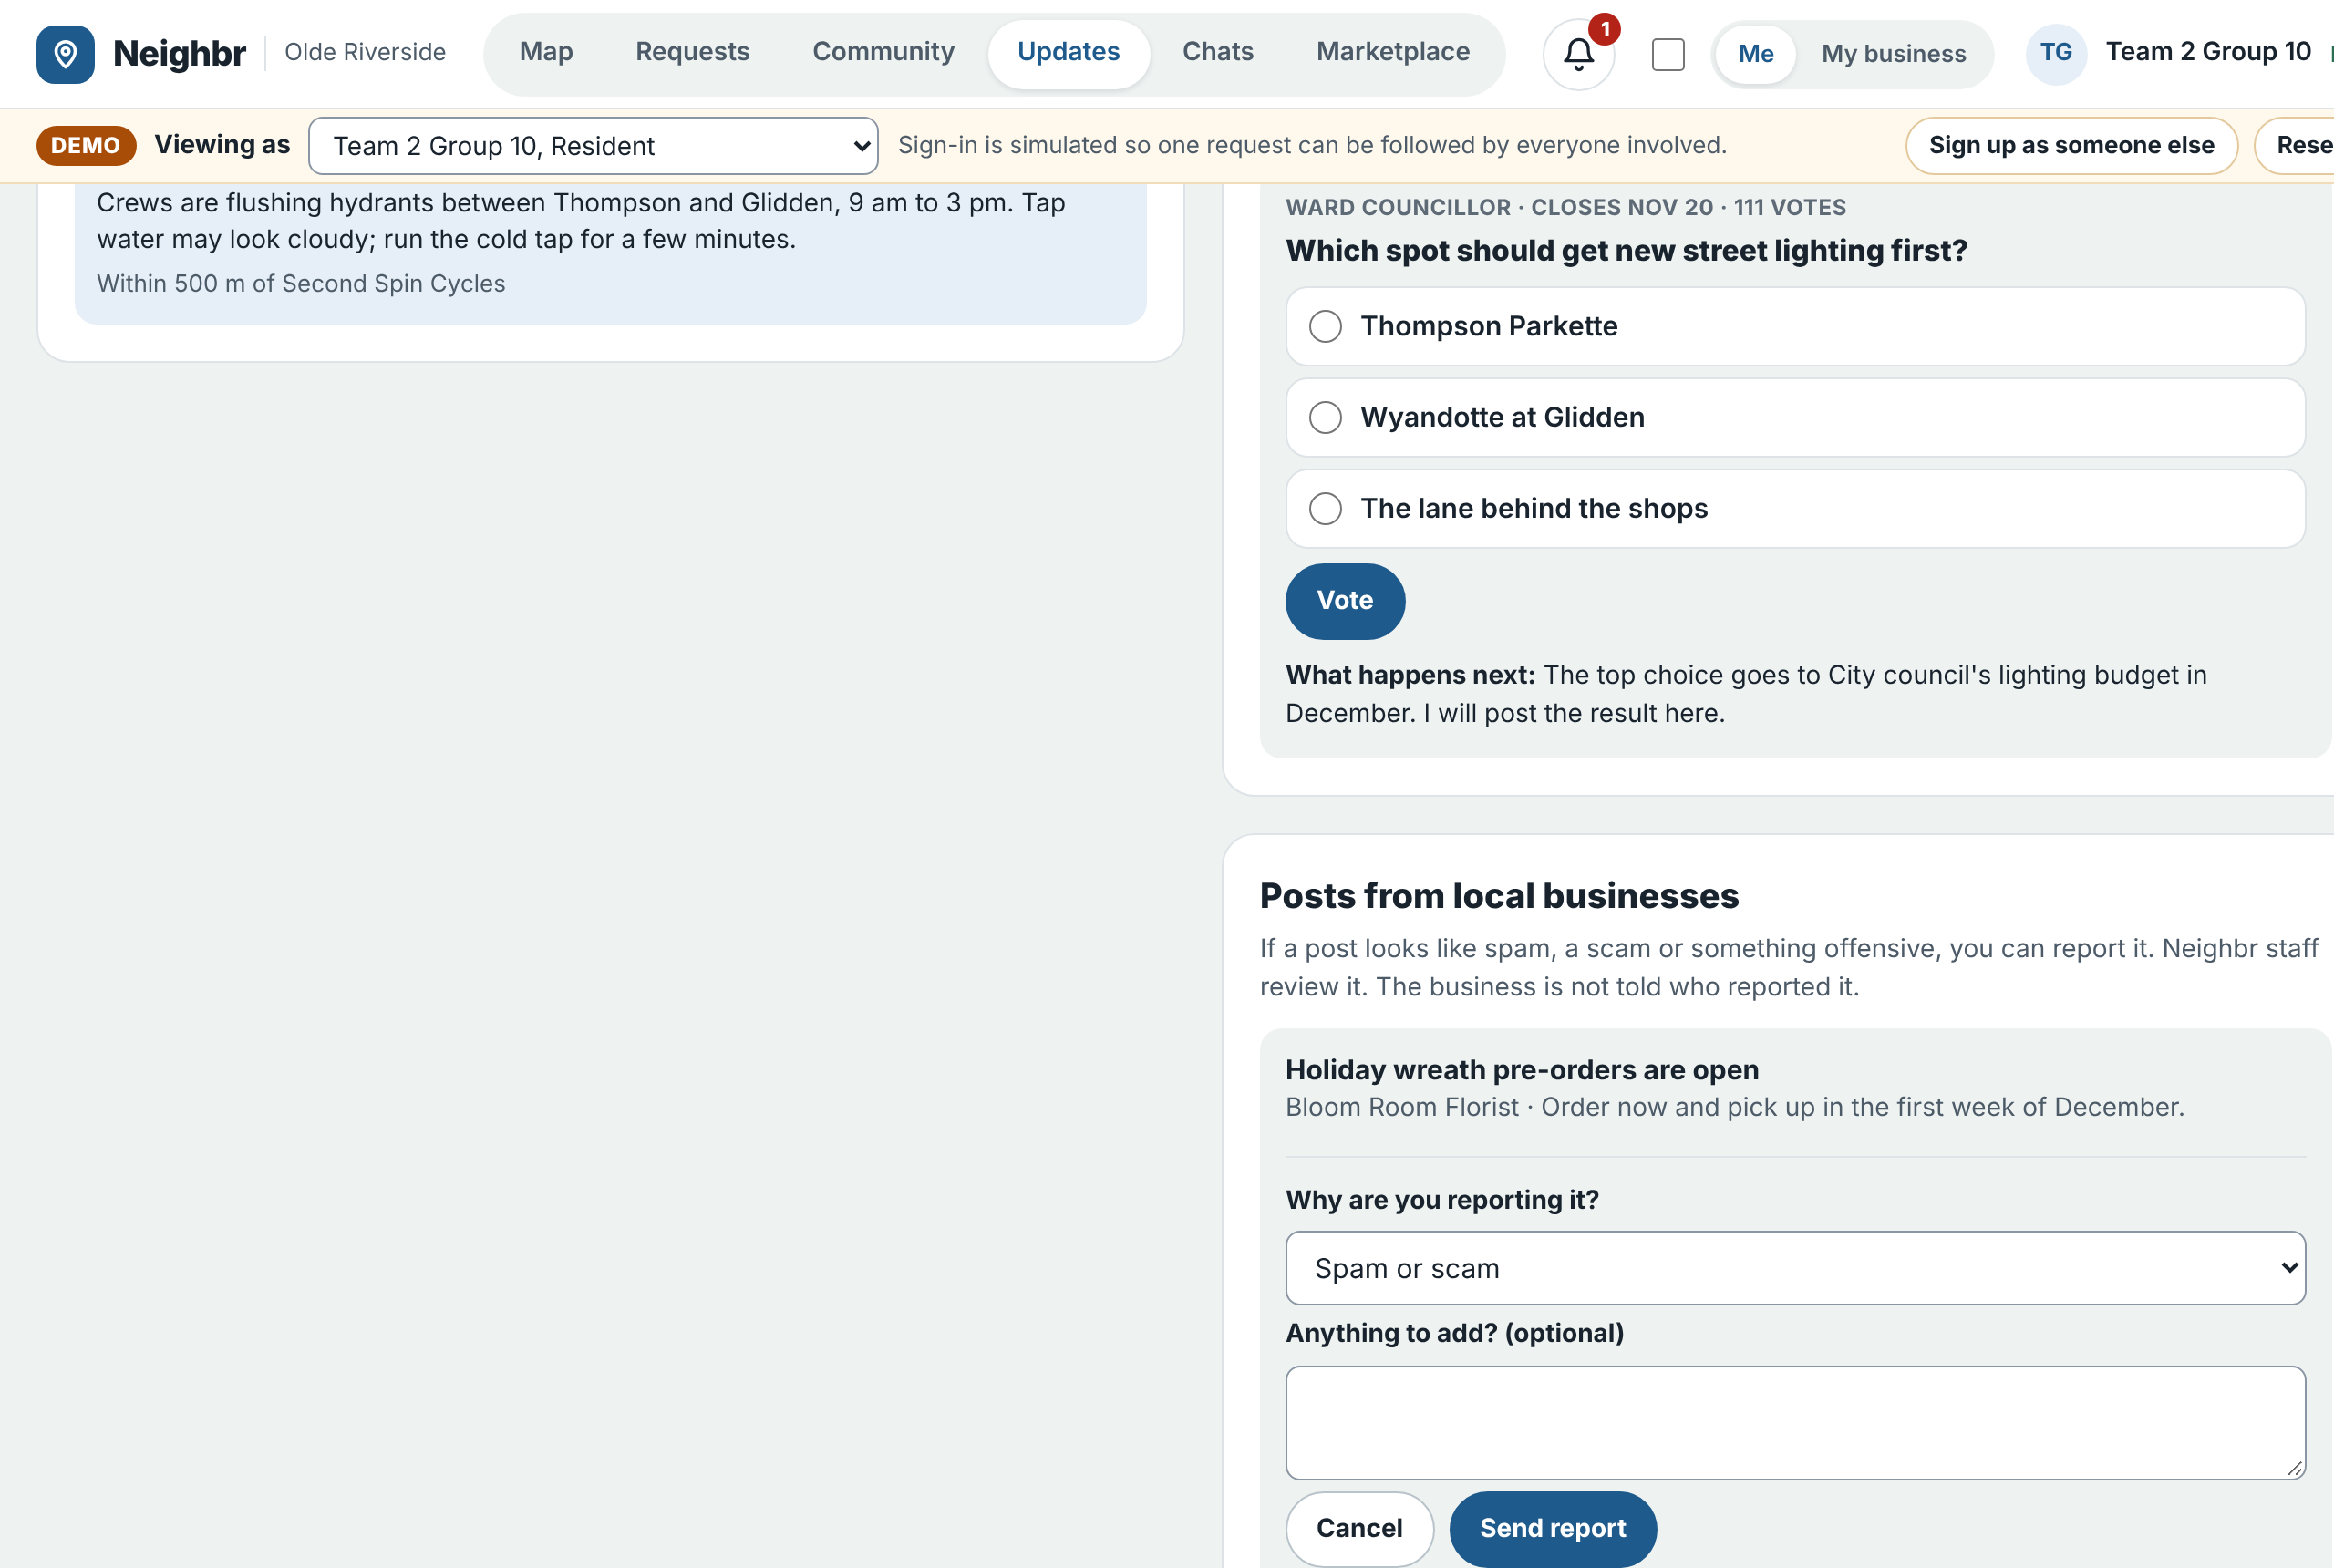 Neighbr
Olde Riverside
Map
Requests
Community
Updates
Chats
Marketplace
1
Me
My business
TG
Team 2 Group 10
DEMO
Viewing as
Team 2 Group 10, Resident
Sign-in is simulated so one request can be followed by everyone involved.
Sign up as someone else
Rese
Crews are flushing hydrants between Thompson and Glidden, 9 am to 3 pm. Tap
water may look cloudy; run the cold tap for a few minutes.
Within 500 m of Second Spin Cycles
WARD COUNCILLOR · CLOSES NOV 20 · 111 VOTES
Which spot should get new street lighting first?
Thompson Parkette
Wyandotte at Glidden
The lane behind the shops
Vote
What happens next: The top choice goes to City council's lighting budget in
December. I will post the result here.
Posts from local businesses
If a post looks like spam, a scam or something offensive, you can report it. Neighbr staff
review it. The business is not told who reported it.
Holiday wreath pre-orders are open
Bloom Room Florist · Order now and pick up in the first week of December.
Why are you reporting it?
Spam or scam
Anything to add? (optional)
Cancel
Send report